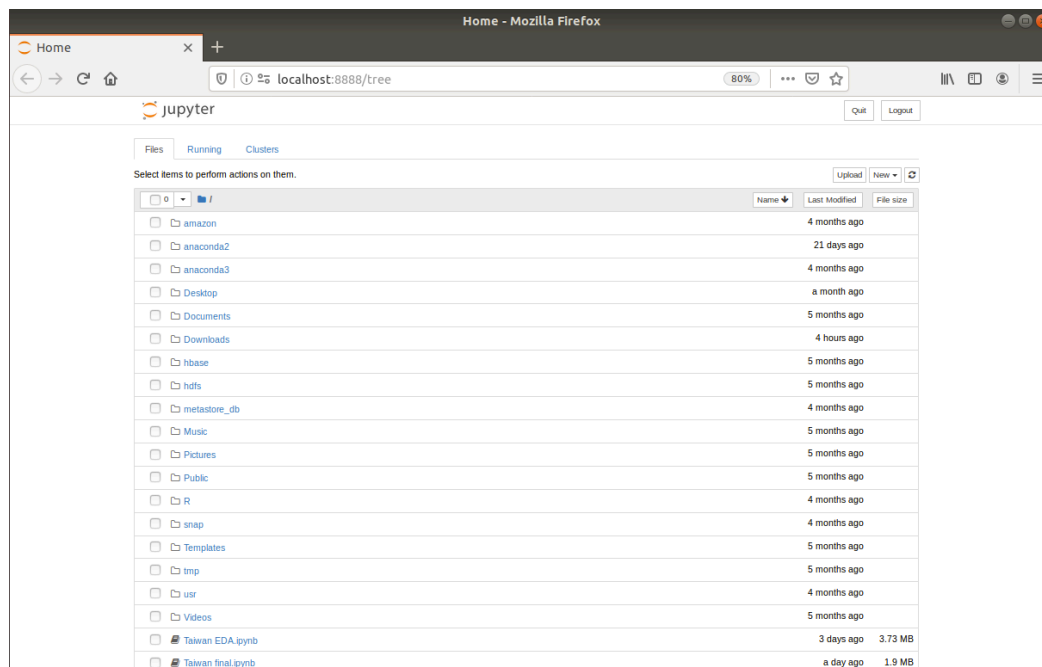 Home - Mozilla Firefox
Home
localhost:8888/tree
80%
jupyter
Quit
Logout
Files
Running
Clusters
Select items to perform actions on them.
Upload
New
0
/
Name
Last Modified
File size
amazon 4 months ago
anaconda2 21 days ago
anaconda3 4 months ago
Desktop a month ago
Documents 5 months ago
Downloads 4 hours ago
hbase 5 months ago
hdfs 5 months ago
metastore_db 4 months ago
Music 5 months ago
Pictures 5 months ago
Public 5 months ago
R 4 months ago
snap 4 months ago
Templates 5 months ago
tmp 5 months ago
usr 4 months ago
Videos 5 months ago
Taiwan EDA.ipynb 3 days ago 3.73 MB
Taiwan final.ipynb a day ago 1.9 MB